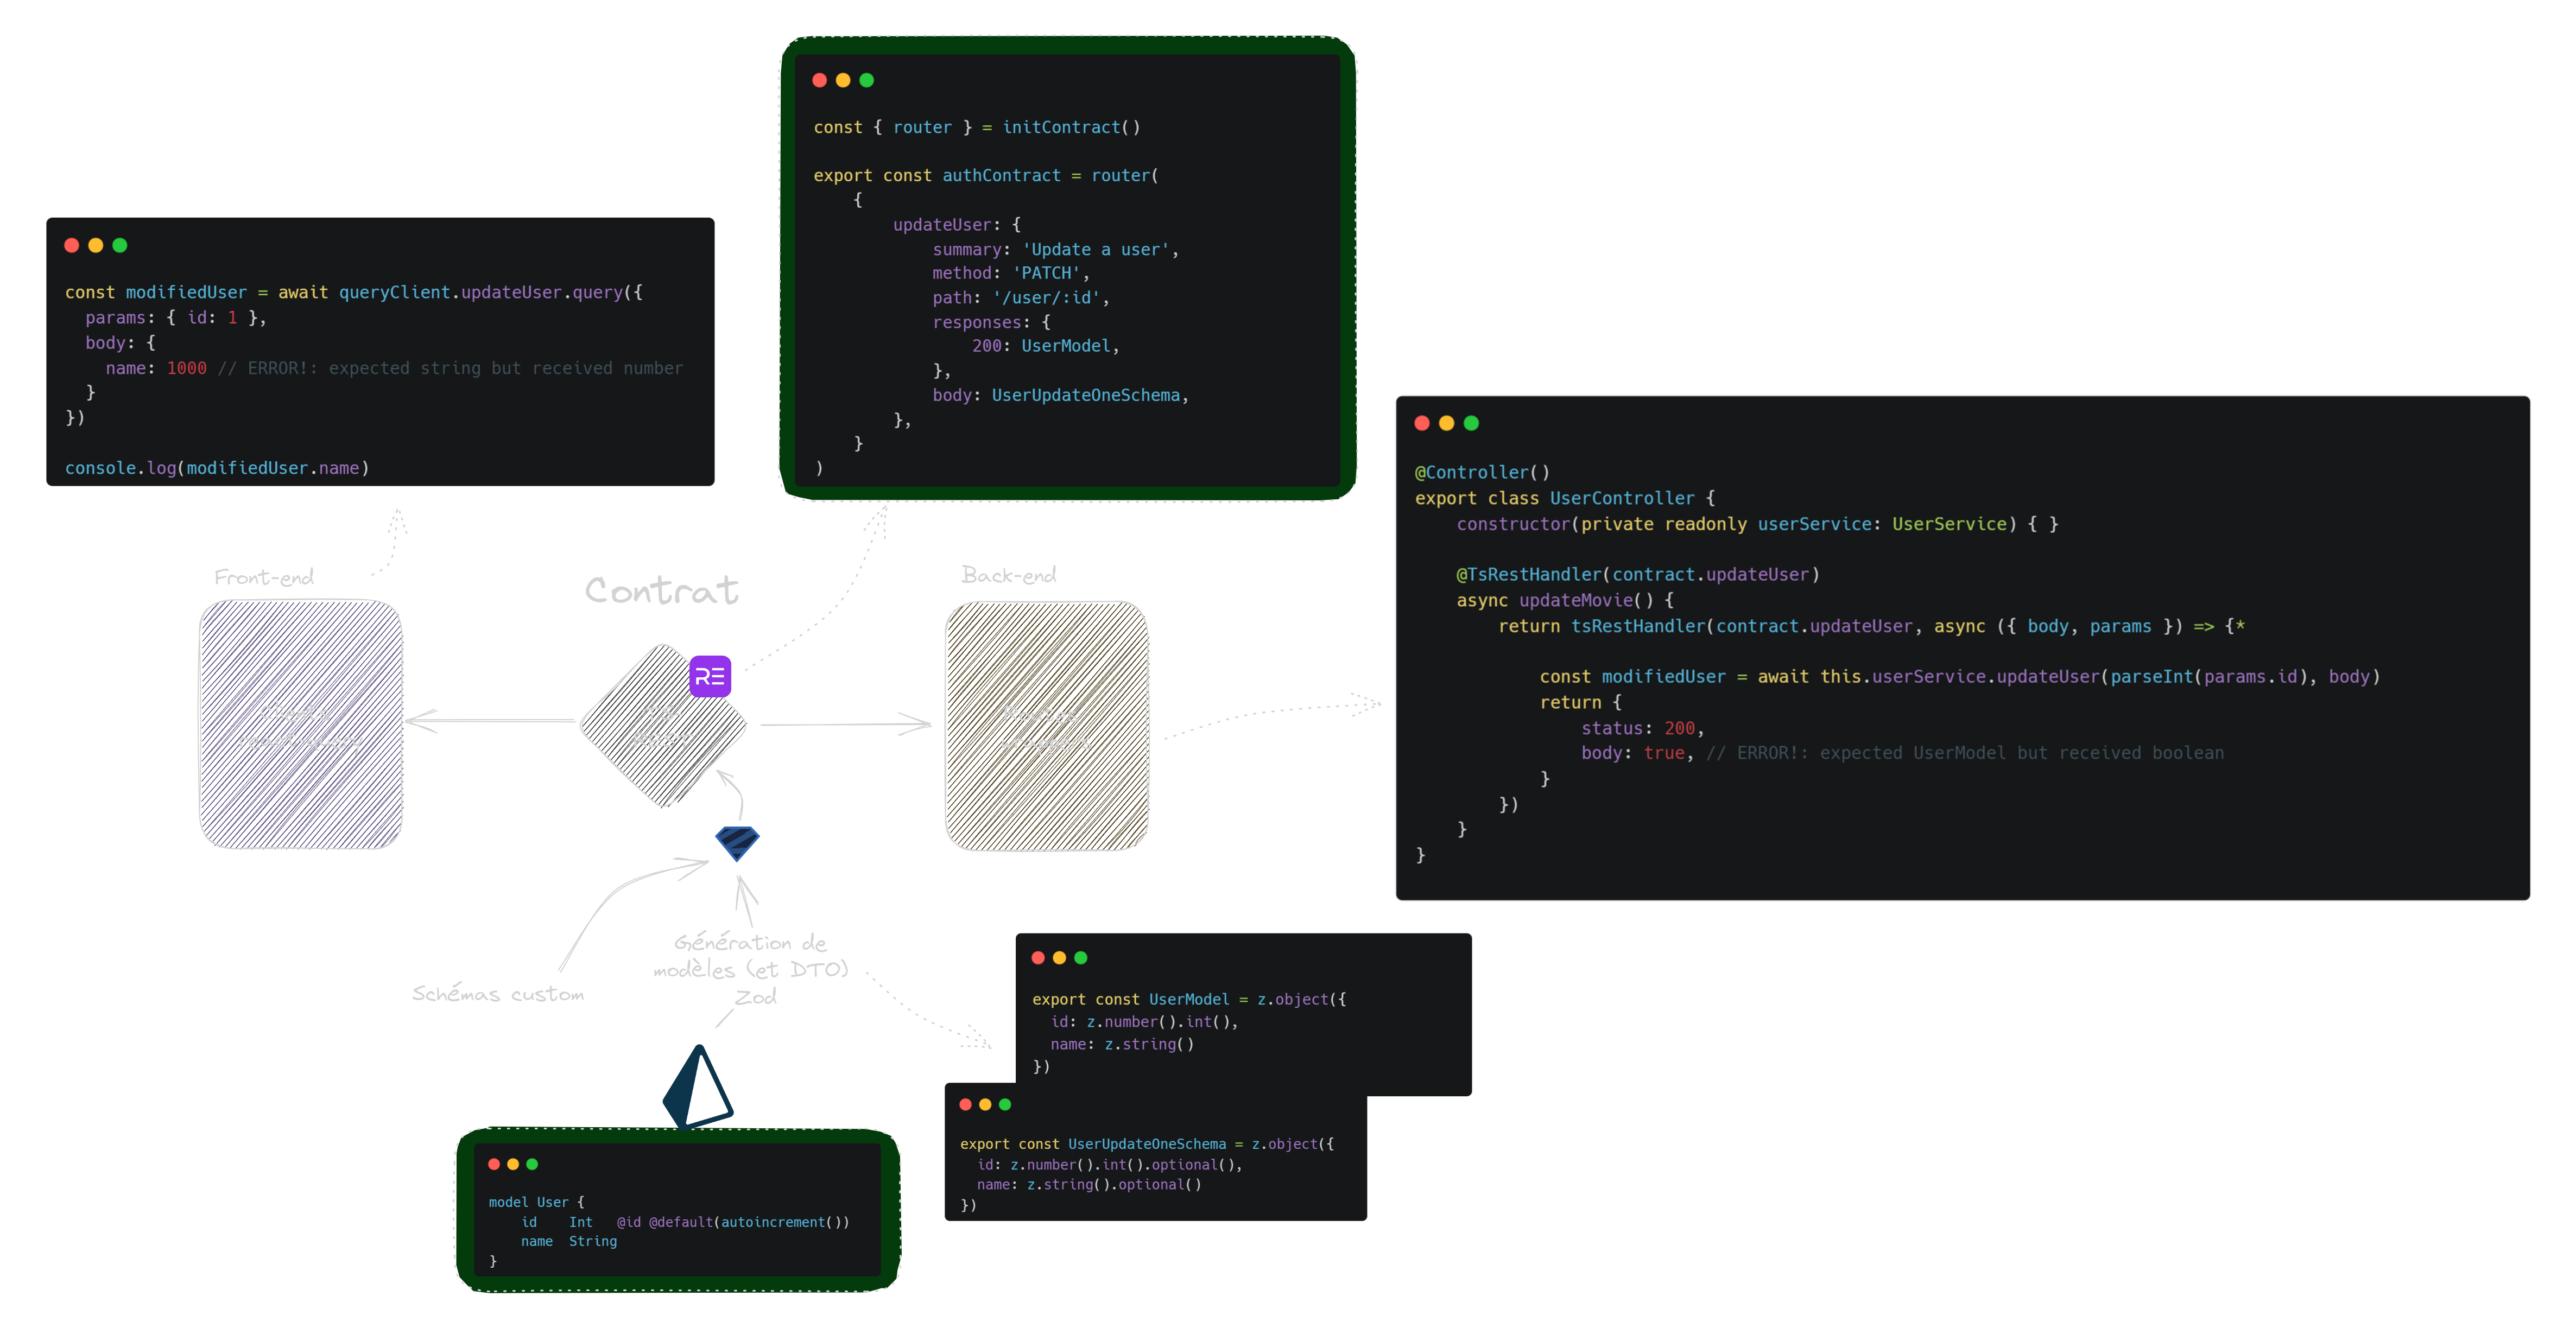 const { router } = initContract()
export const authContract = router(
    {
        updateUser: {
            summary: 'Update a user',
            method: 'PATCH',
            path: '/user/:id',
            responses: {
                200: UserModel,
            },
            body: UserUpdateOneSchema,
        },
    }
)
const modifiedUser = await queryClient.updateUser.query({
  params: { id: 1 },
  body: {
    name: 1000 // ERROR!: expected string but received number
  }
})
console.log(modifiedUser.name)
@Controller()
export class UserController {
    constructor(private readonly userService: UserService) { }
    @TsRestHandler(contract.updateUser)
    async updateMovie() {
        return tsRestHandler(contract.updateUser, async ({ body, params }) => {*
            const modifiedUser = await this.userService.updateUser(parseInt(params.id), body)
            return {
                status: 200,
                body: true, // ERROR!: expected UserModel but received boolean
            }
        })
    }
}
Front-end
Contrat
Back-end
RE
Schémas custom
Génération de
modèles (et DTO)
Zod
export const UserModel = z.object({
  id: z.number().int(),
  name: z.string()
})
export const UserUpdateOneSchema = z.object({
  id: z.number().int().optional(),
  name: z.string().optional()
})
model User {
    id    Int   @id @default(autoincrement())
    name  String
}